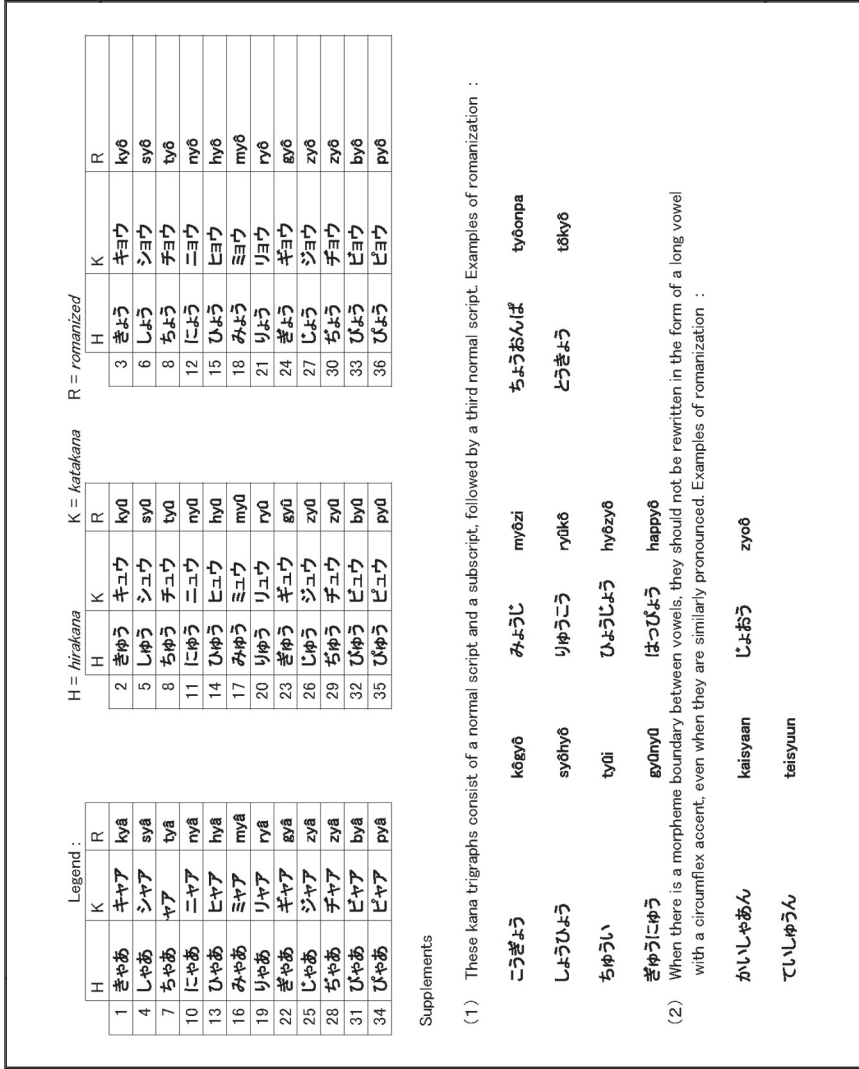 Legend : H = hirakana K = katakana R = romanized
H K R H K R H K R
1 きゃあ キャア kyâ 2 きゅう キュウ kyû 3 きょう キョウ kyô
4 しゃあ シャア syâ 5 しゅう シュウ syû 6 しょう ショウ syô
7 ちゃあ ャア tyâ 8 ちゅう チュウ tyû 8 ちょう チョウ tyô
10 にゃあ ニャア nyâ 11 にゅう ニュウ nyû 12 にょう ニョウ nyô
13 ひゃあ ヒャア hyâ 14 ひゅう ヒュウ hyû 15 ひょう ヒョウ hyô
16 みゃあ ミャア myâ 17 みゅう ミュウ myû 18 みょう ミョウ myô
19 りゃあ リャア ryâ 20 りゅう リュウ ryû 21 りょう リョウ ryô
22 ぎゃあ ギャア gyâ 23 ぎゅう ギュウ gyû 24 ぎょう ギョウ gyô
25 じゃあ ジャア zyâ 26 じゅう ジュウ zyû 27 じょう ジョウ zyô
28 ぢゃあ ヂャア zyâ 29 ぢゅう ヂュウ zyû 30 ぢょう ヂョウ zyô
31 びゃあ ビャア byâ 32 びゅう ビュウ byû 33 びょう ビョウ byô
34 ぴゃあ ピャア pyâ 35 ぴゅう ピュウ pyû 36 ぴょう ピョウ pyô
Supplements
(1) These kana trigraphs consist of a normal script and a subscript, followed by a third normal script. Examples of romanization :
こうぎょう kôgyô みょうじ myôzi ちょうおんぱ tyôonpa
しょうひょう syôhyô りゅうこう ryûkô とうきょう tôkyô
ちゅうい tyûi ひょうじょう hyôzyô
ぎゅうにゅう gyûnyû はっぴょう happyô
(2) When there is a morpheme boundary between vowels, they should not be rewritten in the form of a long vowel
with a circumflex accent, even when they are similarly pronounced. Examples of romanization :
かいしゃあん kaisyaan じょおう zyoô
ていしゅうん teisyuun